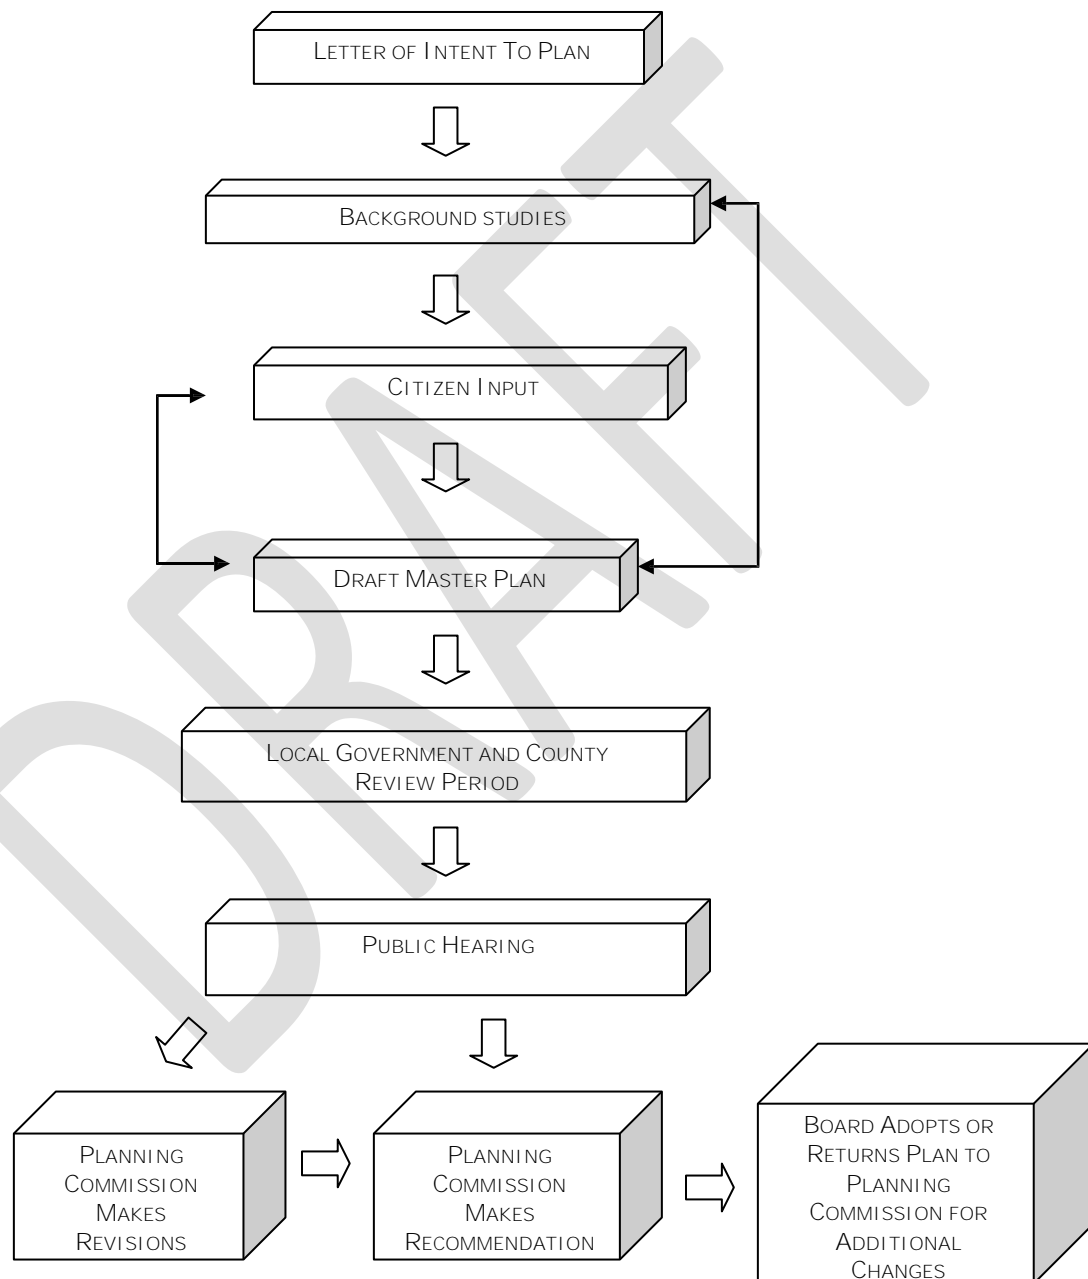 LETTER OF INTENT TO PLAN
BACKGROUND STUDIES
CITIZEN INPUT
DRAFT MASTER PLAN
LOCAL GOVERNMENT AND COUNTY
REVIEW PERIOD
PUBLIC HEARING
PLANNING
COMMISSION
MAKES
REVISIONS
PLANNING
COMMISSION
MAKES
RECOMMENDATION
BOARD ADOPTS OR
RETURNS PLAN TO
PLANNING
COMMISSION FOR
ADDITIONAL
CHANGES
DRAFT